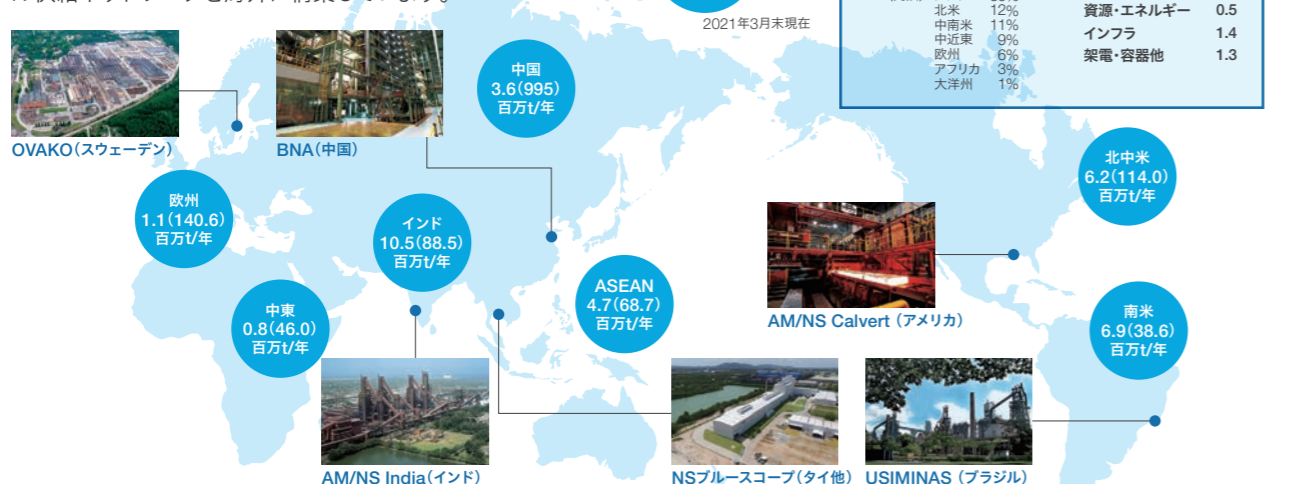 2021年3月末現在
北米 12%
中南米 11%
中近東 9%
欧州 6%
アフリカ 3%
大洋州 1%
資源・エネルギー 0.5
インフラ 1.4
架電・容器他 1.3
OVAKO（スウェーデン）
BNA（中国）
中国
3.6（995）
百万t/年
北中米
6.2（114.0）
百万t/年
欧州
1.1（140.6）
百万t/年
インド
10.5（88.5）
百万t/年
ASEAN
4.7（68.7）
百万t/年
中東
0.8（46.0）
百万t/年
AM/NS Calvert（アメリカ）
南米
6.9（38.6）
百万t/年
AM/NS India（インド）
NSブルースコープ（タイ他）
USIMINAS（ブラジル）